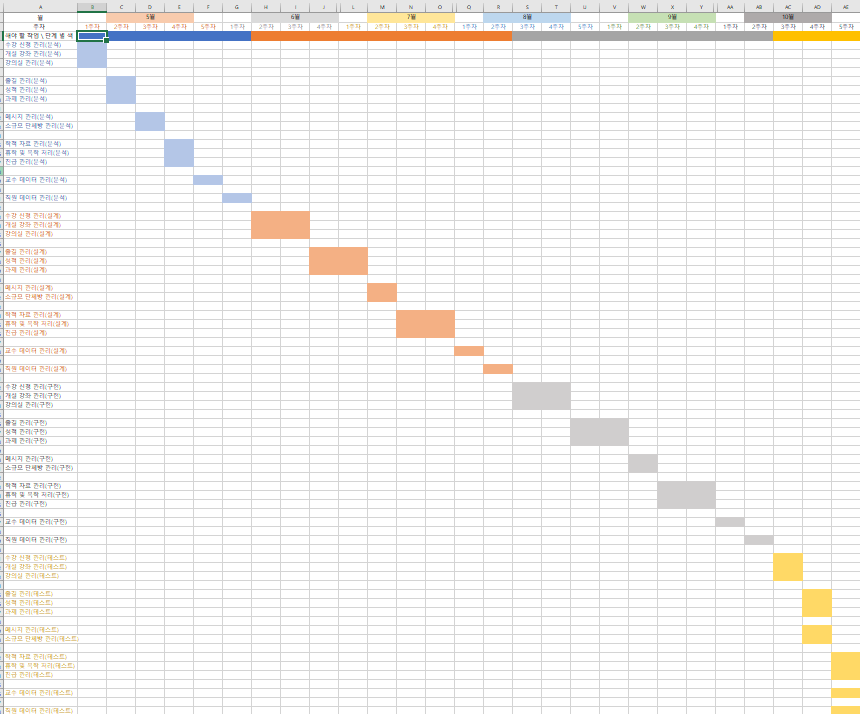 A B C D E F G H I J L M N O Q R S T U V W X Y AA AB AC AD AE
월 5월 6월 7월 8월 9월 10월
주차 1주차 2주차 3주차 4주차 5주차 1주차 2주차 3주차 4주차 1주차 2주차 3주차 4주차 1주차 2주차 3주차 4주차 5주차 1주차 2주차 3주차 4주차 1주차 2주차 3주차 4주차 5주차
해야 할 작업 \ 단계 별 색
수강 신청 관리(분석)
개설 강좌 관리(분석)
강의실 관리(분석)
출결 관리(분석)
성적 관리(분석)
과제 관리(분석)
메시지 관리(분석)
소규모 단체방 관리(분석)
학적 자료 관리(분석)
휴학 및 복학 처리(분석)
진급 관리(분석)
교수 데이터 관리(분석)
직원 데이터 관리(분석)
수강 신청 관리(설계)
개설 강좌 관리(설계)
강의실 관리(설계)
출결 관리(설계)
성적 관리(설계)
과제 관리(설계)
메시지 관리(설계)
소규모 단체방 관리(설계)
학적 자료 관리(설계)
휴학 및 복학 처리(설계)
진급 관리(설계)
교수 데이터 관리(설계)
직원 데이터 관리(설계)
수강 신청 관리(구현)
개설 강좌 관리(구현)
강의실 관리(구현)
출결 관리(구현)
성적 관리(구현)
과제 관리(구현)
메시지 관리(구현)
소규모 단체방 관리(구현)
학적 자료 관리(구현)
휴학 및 복학 처리(구현)
진급 관리(구현)
교수 데이터 관리(구현)
직원 데이터 관리(구현)
수강 신청 관리(테스트)
개설 강좌 관리(테스트)
강의실 관리(테스트)
출결 관리(테스트)
성적 관리(테스트)
과제 관리(테스트)
메시지 관리(테스트)
소규모 단체방 관리(테스트)
학적 자료 관리(테스트)
휴학 및 복학 처리(테스트)
진급 관리(테스트)
교수 데이터 관리(테스트)
직원 데이터 관리(테스트)